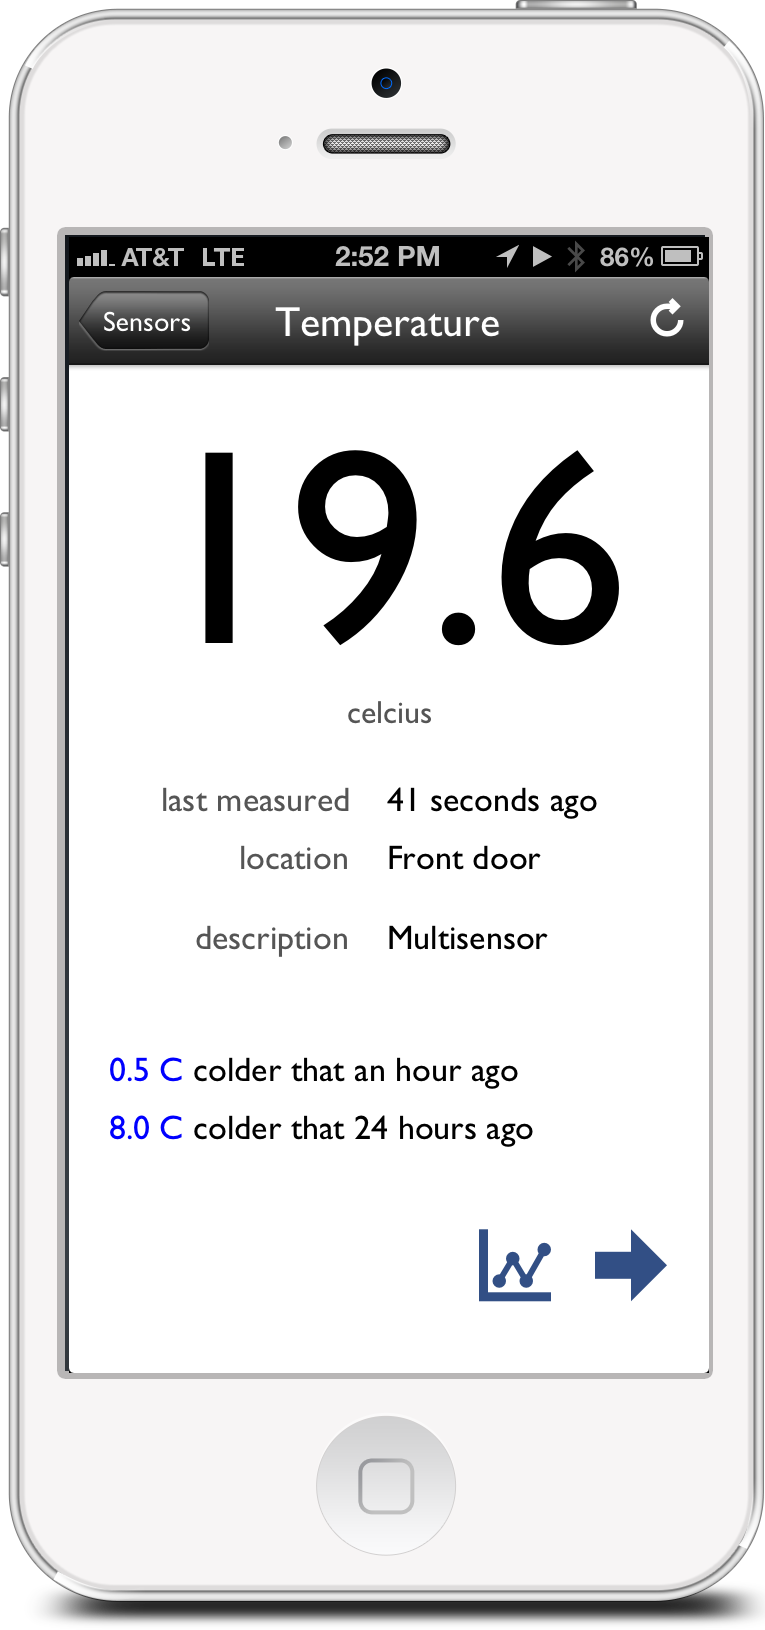 AT&T LTE 2:52 PM 86%
Sensors Temperature
19.6
celcius
last measured 41 seconds ago
location Front door
description Multisensor
0.5 C colder that an hour ago
8.0 C colder that 24 hours ago